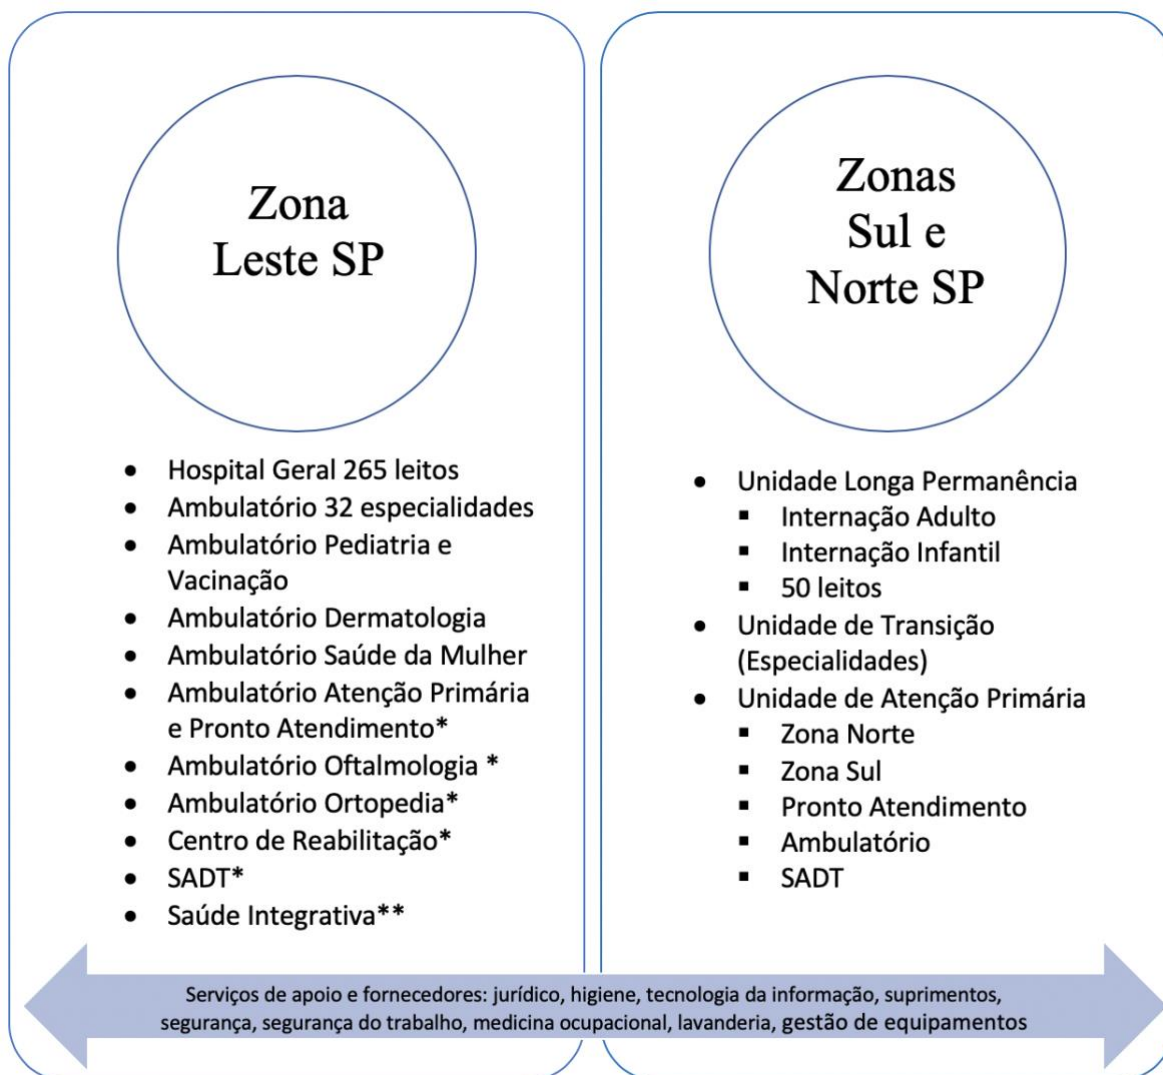 Zona
Leste SP
• Hospital Geral 265 leitos
• Ambulatório 32 especialidades
• Ambulatório Pediatria e
Vacinação
• Ambulatório Dermatologia
• Ambulatório Saúde da Mulher
• Ambulatório Atenção Primária
e Pronto Atendimento*
• Ambulatório Oftalmologia *
• Ambulatório Ortopedia*
• Centro de Reabilitação*
• SADT*
• Saúde Integrativa**
Zonas
Sul e
Norte SP
• Unidade Longa Permanência
▪ Internação Adulto
▪ Internação Infantil
▪ 50 leitos
• Unidade de Transição
(Especialidades)
• Unidade de Atenção Primária
▪ Zona Norte
▪ Zona Sul
▪ Pronto Atendimento
▪ Ambulatório
▪ SADT
Serviços de apoio e fornecedores: jurídico, higiene, tecnologia da informação, suprimentos,
segurança, segurança do trabalho, medicina ocupacional, lavanderia, gestão de equipamentos